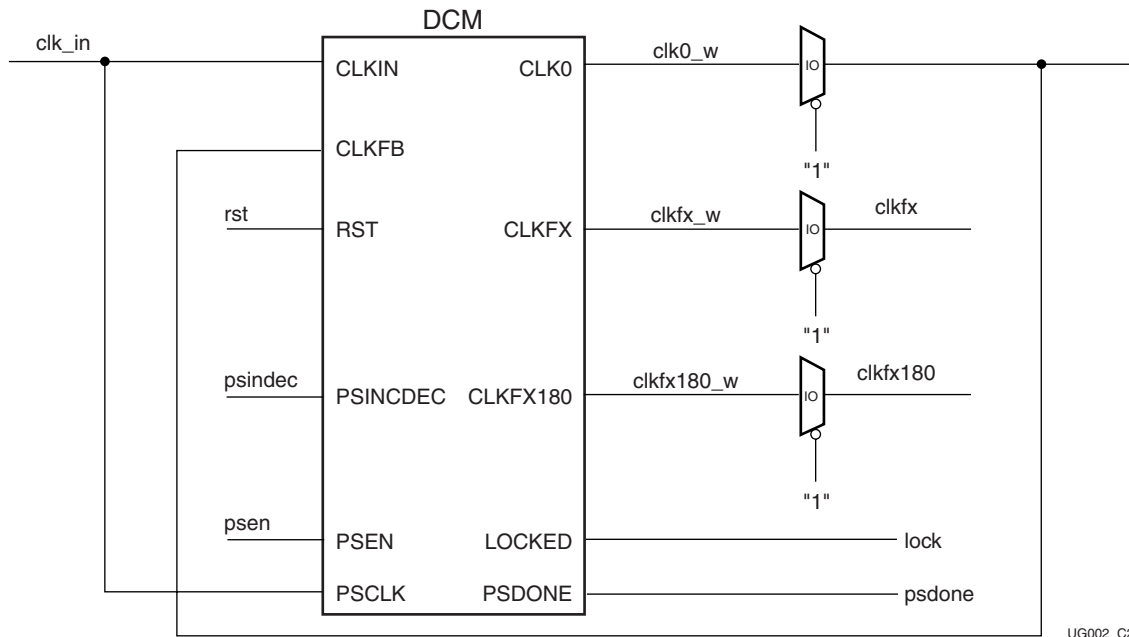 DCM
clk_in
CLKIN
CLK0
clk0_w
IO
"1"
CLKFB
rst
RST
CLKFX
clkfx_w
IO
clkfx
"1"
psindec
PSINCDEC
CLKFX180
clkfx180_w
IO
clkfx180
"1"
psen
PSEN
LOCKED
lock
PSCLK
PSDONE
psdone